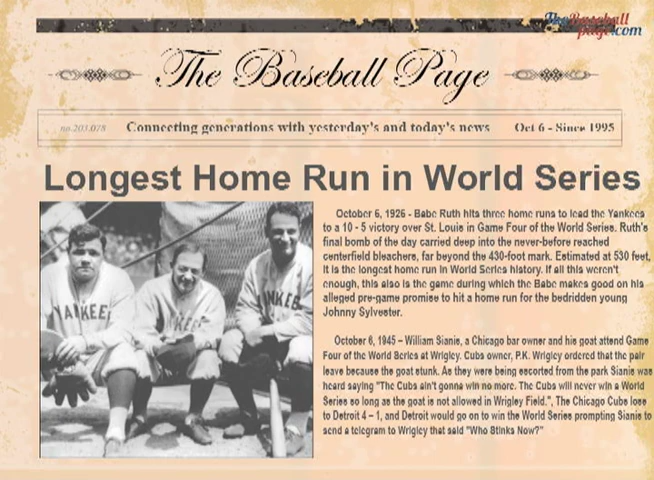 TheBaseball
page.com
The Baseball Page
no.203.078 Connecting generations with yesterday's and today's news Oct 6 - Since 1995
Longest Home Run in World Series
October 6, 1926 - Babe Ruth hits three home runs to lead the Yankees
to a 10 - 5 victory over St. Louis in Game Four of the World Series. Ruth's
final bomb of the day carried deep into the never-before reached
centerfield bleachers, far beyond the 430-foot mark. Estimated at 530 feet,
it is the longest home run in World Series history. If all this weren't
enough, this also is the game during which the Babe makes good on his
alleged pre-game promise to hit a home run for the bedridden young
Johnny Sylvester.
October 6, 1945 – William Sianis, a Chicago bar owner and his goat attend Game
Four of the World Series at Wrigley. Cubs owner, P.K. Wrigley ordered that the pair
leave because the goat stunk. As they were being escorted from the park Sianis was
heard saying "The Cubs ain't gonna win no more. The Cubs will never win a World
Series so long as the goat is not allowed in Wrigley Field.", The Chicago Cubs lose
to Detroit 4 – 1, and Detroit would go on to win the World Series prompting Sianis to
send a telegram to Wrigley that said "Who Stinks Now?"
YANKEE
YANKEE
ANKEE